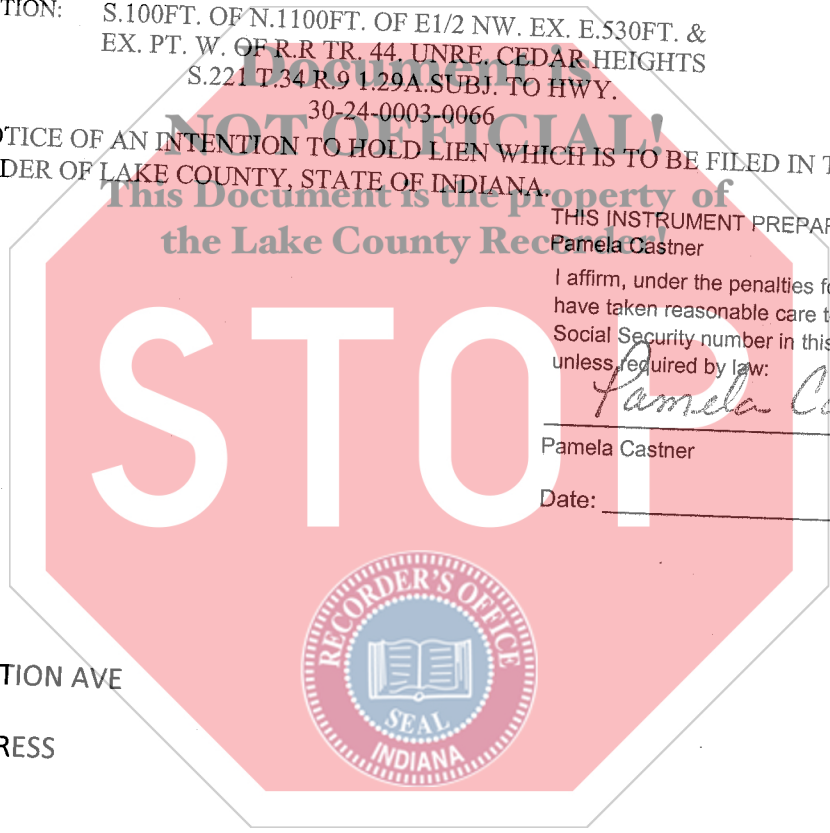 TION: S.100FT. OF N.1100FT. OF E1/2 NW. EX. E.530FT. &
EX. PT. W. OF R.R TR. 44. UNRE. CEDAR HEIGHTS
S.221 T.34 R.9 1.29A.SUBJ. TO HWY.
30-24-0003-0066
Document is
NOT OFFICIAL!
This Document is the property of
the Lake County Recorder!
OTICE OF AN INTENTION TO HOLD LIEN WHICH IS TO BE FILED IN T
DER OF LAKE COUNTY, STATE OF INDIANA.
THIS INSTRUMENT PREPAR
Pamela Castner
I affirm, under the penalties fo
have taken reasonable care t
Social Security number in this
unless required by law:
Pamela Ca
Pamela Castner
Date:
STOP
RECORDER'S OFFICE
SEAL
INDIANA
TION AVE
RESS